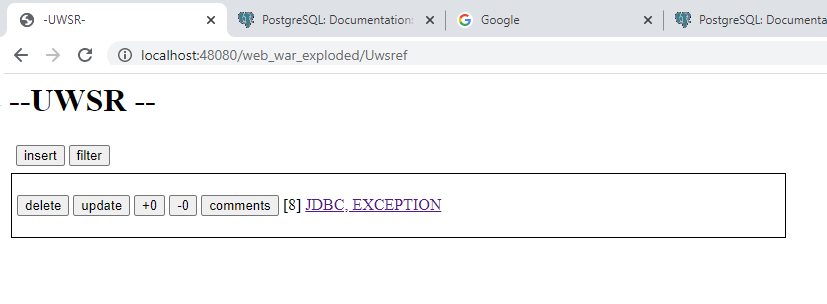 -UWSR-
PostgreSQL: Documentation:
Google
PostgreSQL: Documenta
localhost:48080/web_war_exploded/Uwsref
--UWSR --
insert filter
delete update +0 -0 comments [8] JDBC, EXCEPTION